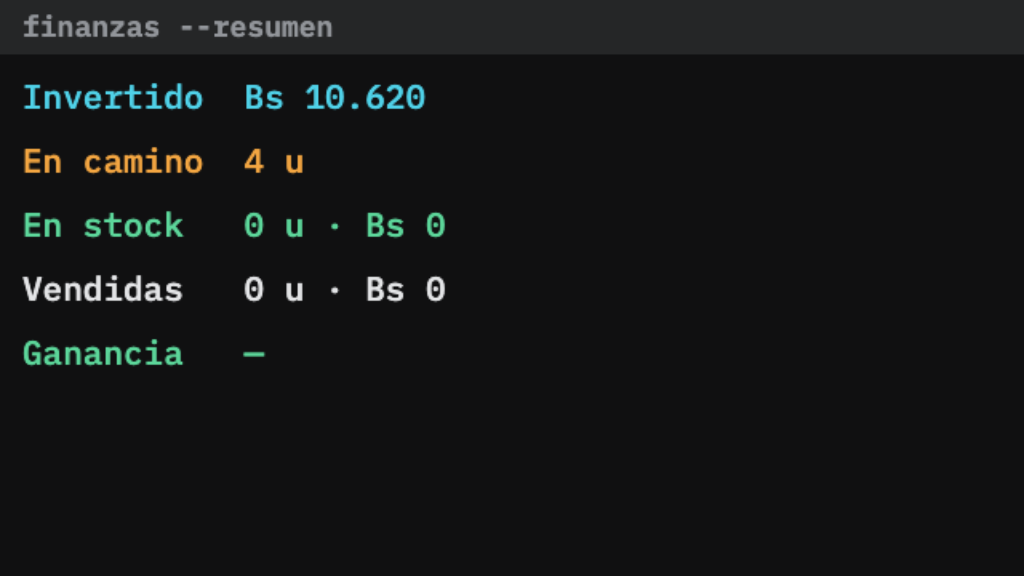 finanzas --resumen
Invertido Bs 10.620
En camino 4 u
En stock 0 u · Bs 0
Vendidas 0 u · Bs 0
Ganancia —